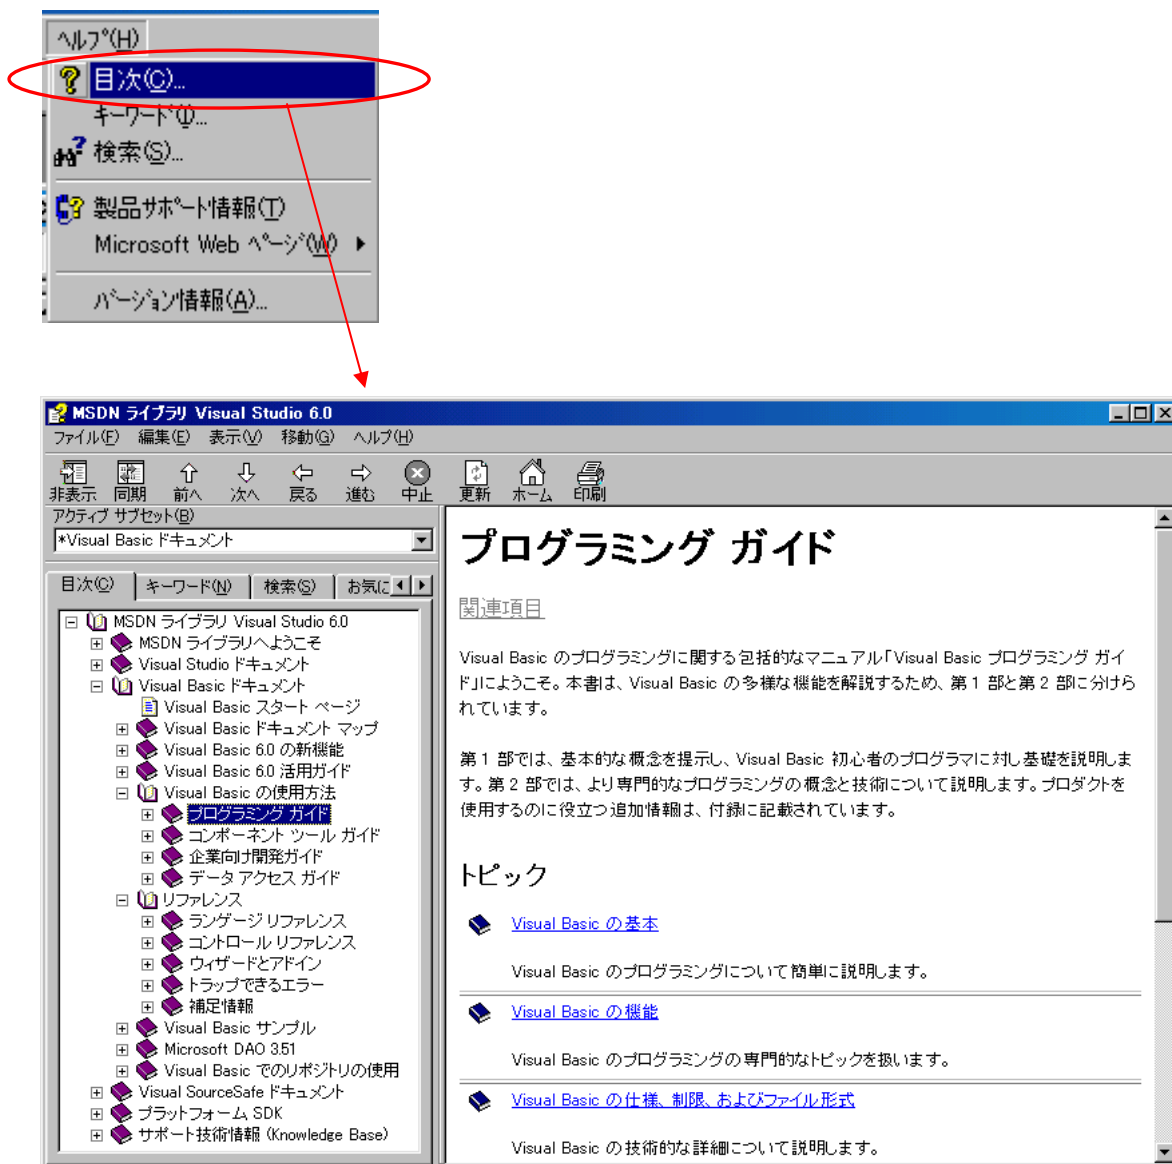 ヘルプ(H)
目次(C)...
キーワード(I)...
検索(S)...
製品サポート情報(T)
Microsoft Web ページ(W)
バージョン情報(A)...
MSDN ライブラリ Visual Studio 6.0
ファイル(F) 編集(E) 表示(V) 移動(G) ヘルプ(H)
非表示 同期 前へ 次へ 戻る 進む 中止 更新 ホーム 印刷
アクティブ サブセット(B)
*Visual Basic ドキュメント
目次(C) キーワード(N) 検索(S) お気に
MSDN ライブラリ Visual Studio 6.0
MSDN ライブラリへようこそ
Visual Studio ドキュメント
Visual Basic ドキュメント
Visual Basic スタート ページ
Visual Basic ドキュメント マップ
Visual Basic 6.0 の新機能
Visual Basic 6.0 活用ガイド
Visual Basic の使用方法
プログラミング ガイド
コンポーネント ツール ガイド
企業向け開発ガイド
データ アクセス ガイド
リファレンス
ランゲージ リファレンス
コントロール リファレンス
ウィザードとアドイン
トラップできるエラー
補足情報
Visual Basic サンプル
Microsoft DAO 3.51
Visual Basic でのリポジトリの使用
Visual SourceSafe ドキュメント
プラットフォーム SDK
サポート技術情報 (Knowledge Base)
プログラミング ガイド
関連項目
Visual Basic のプログラミングに関する包括的なマニュアル「Visual Basic プログラミング ガイ
ド」にようこそ。本書は、Visual Basic の多様な機能を解説するため、第 1 部と第 2 部に分けら
れています。
第 1 部では、基本的な概念を提示し、Visual Basic 初心者のプログラマに対し基礎を説明しま
す。第 2 部では、より専門的なプログラミングの概念と技術について説明します。プロダクトを
使用するのに役立つ追加情報は、付録に記載されています。
トピック
Visual Basic の基本
Visual Basic のプログラミングについて簡単に説明します。
Visual Basic の機能
Visual Basic のプログラミングの専門的なトピックを扱います。
Visual Basic の仕様、制限、およびファイル形式
Visual Basic の技術的な詳細について説明します。